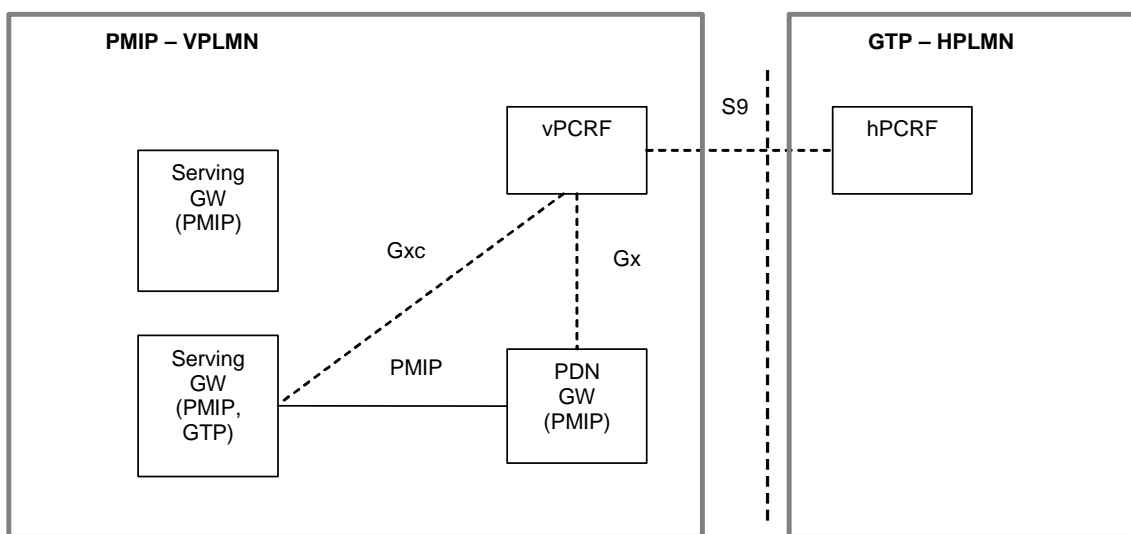 PMIP – VPLMN
GTP – HPLMN
S9
vPCRF
hPCRF
Serving
GW
(PMIP)
Gxc
Gx
Serving
GW
(PMIP,
GTP)
PMIP
PDN
GW
(PMIP)